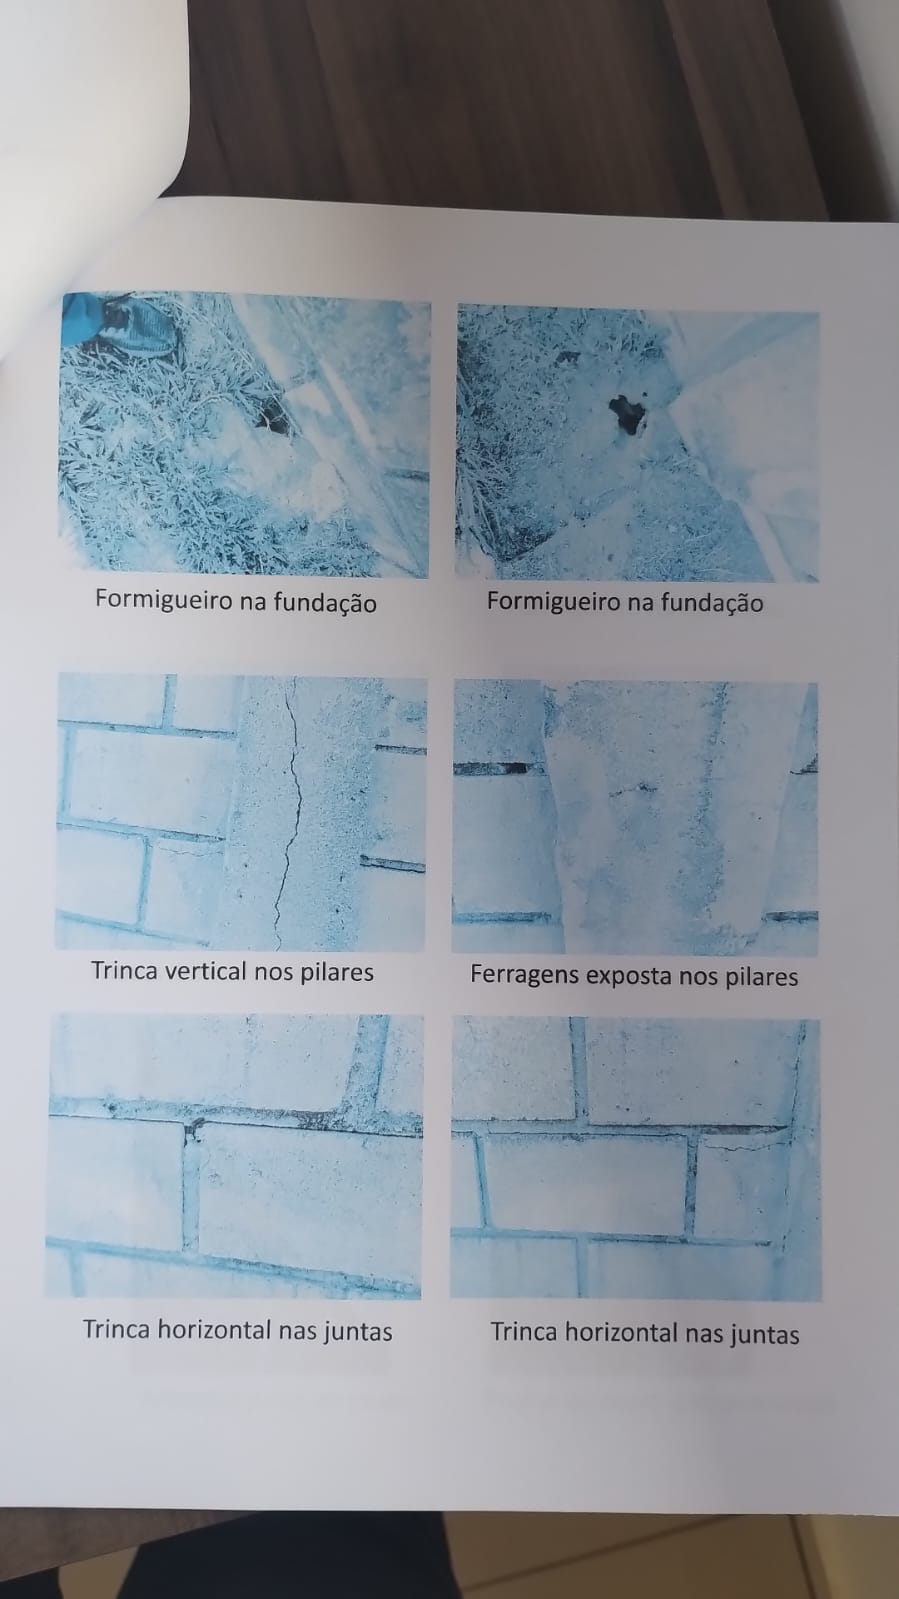 Formigueiro na fundação
Formigueiro na fundação
Trinca vertical nos pilares
Ferragens exposta nos pilares
Trinca horizontal nas juntas
Trinca horizontal nas juntas